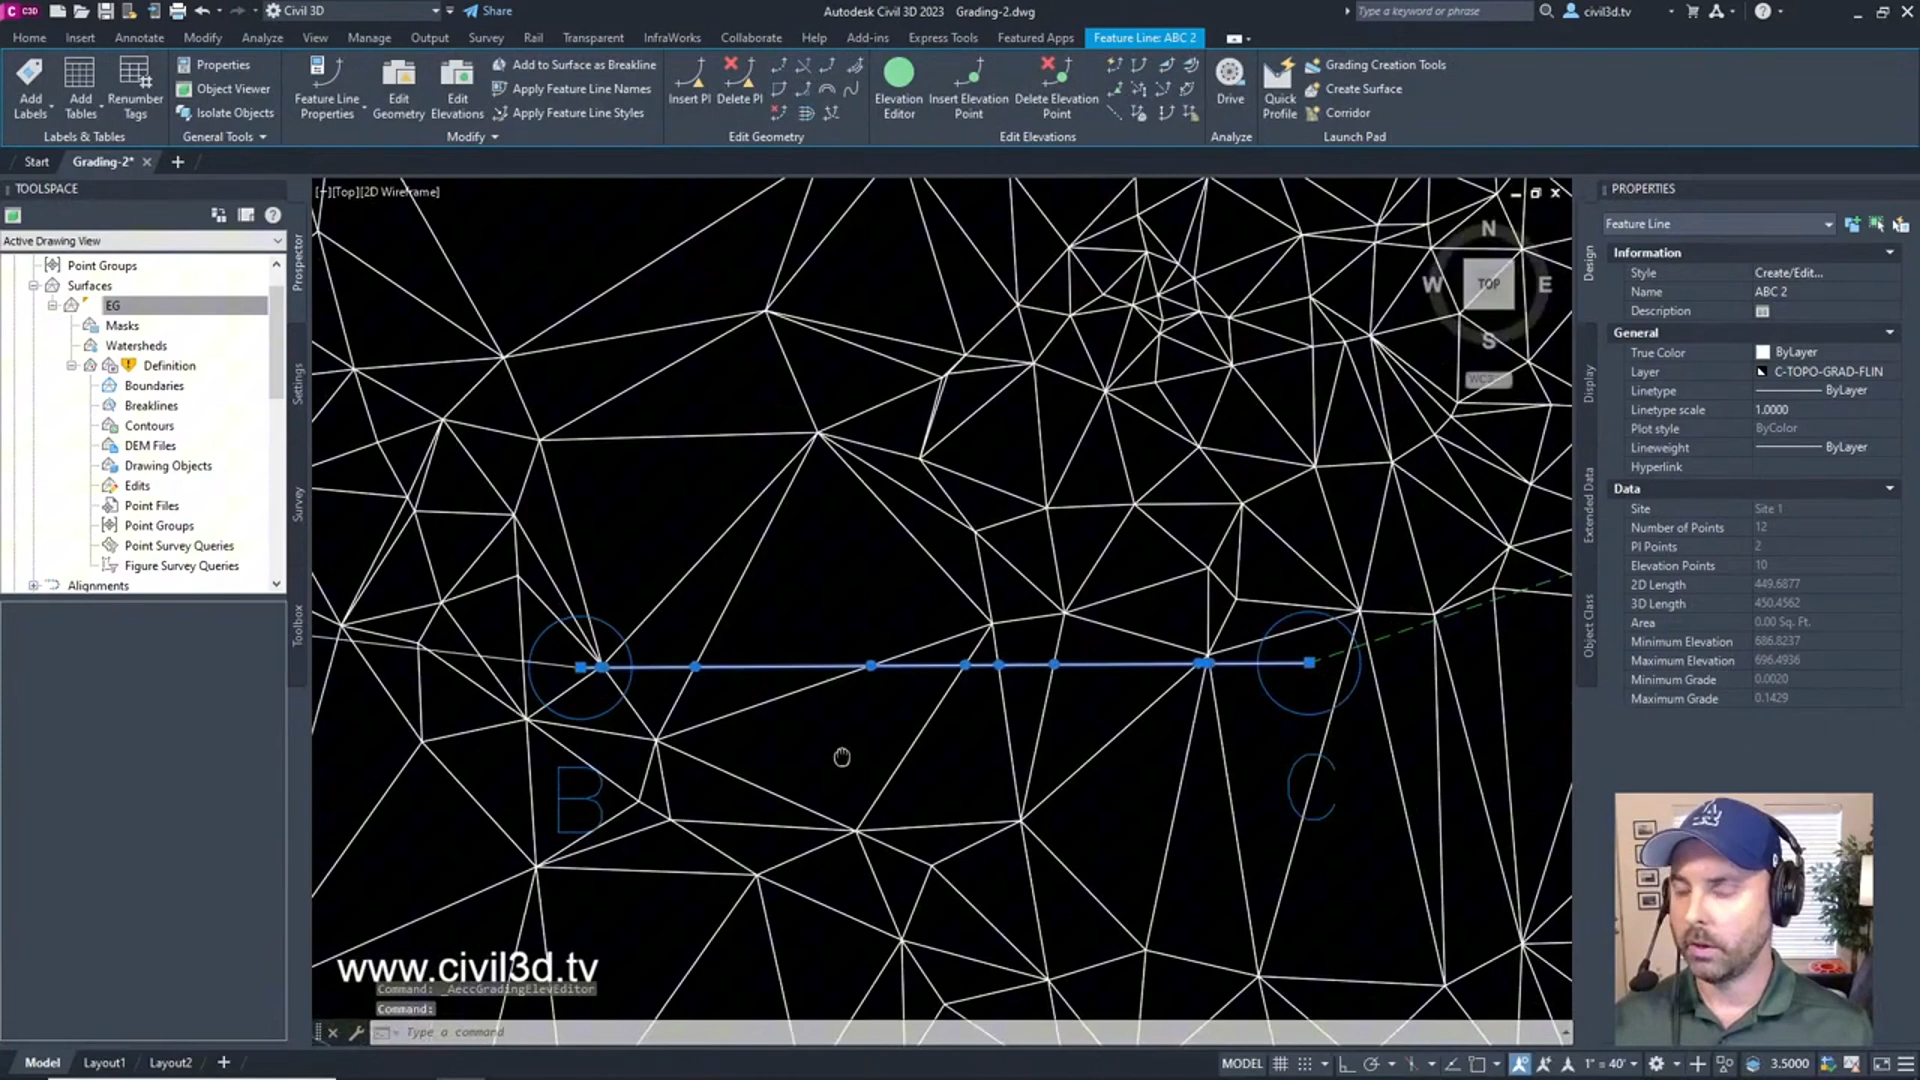 C3D
Civil 3D
Share
Autodesk Civil 3D 2023 Grading-2.dwg
Type a keyword or phrase
civil3d.tv
Home Insert Annotate Modify Analyze View Manage Output Survey Rail Transparent InfraWorks Collaborate Help Add-ins Express Tools Featured Apps Feature Line: ABC 2
Add Labels
Add Tables
Renumber Tags
Labels & Tables
Properties
Object Viewer
Isolate Objects
General Tools
Feature Line Properties
Edit Geometry
Edit Elevations
Add to Surface as Breakline
Apply Feature Line Names
Apply Feature Line Styles
Modify
Insert PI
Delete PI
Edit Geometry
Elevation Editor
Insert Elevation Point
Delete Elevation Point
Edit Elevations
Drive
Analyze
Quick Profile
Grading Creation Tools
Create Surface
Corridor
Launch Pad
Start
Grading-2*
TOOLSPACE
Active Drawing View
Point Groups
Surfaces
EG
Masks
Watersheds
Definition
Boundaries
Breaklines
Contours
DEM Files
Drawing Objects
Edits
Point Files
Point Groups
Point Survey Queries
Figure Survey Queries
Alignments
Prospector
Settings
Survey
Toolbox
[-][Top][2D Wireframe]
N
W TOP E
S
WCS
B
C
www.civil3d.tv
Command: _AeccGradingElevEditor
Command:
Type a command
PROPERTIES
Feature Line
Design
Display
Extended Data
Object Class
Information
Style Create/Edit...
Name ABC 2
Description
General
True Color ByLayer
Layer C-TOPO-GRAD-FLIN
Linetype ByLayer
Linetype scale 1.0000
Plot style ByColor
Lineweight ByLayer
Hyperlink
Data
Site Site 1
Number of Points 12
PI Points 2
Elevation Points 10
2D Length 449.6877
3D Length 450.4562
Area 0.00 Sq. Ft.
Minimum Elevation 686.8237
Maximum Elevation 696.4936
Minimum Grade 0.0020
Maximum Grade 0.1429
Model Layout1 Layout2
MODEL
1" = 40'
3.5000